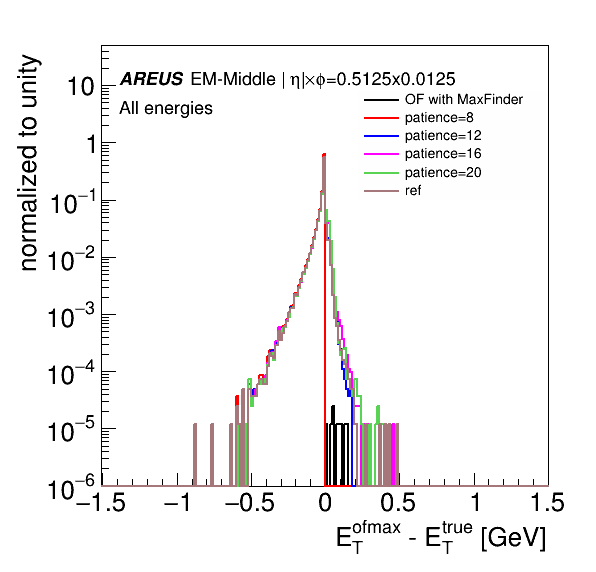 AREUS EM-Middle | η|×ϕ=0.5125x0.0125
All energies
OF with MaxFinder
patience=8
patience=12
patience=16
patience=20
ref
normalized to unity
10
1
10⁻¹
10⁻²
10⁻³
10⁻⁴
10⁻⁵
10⁻⁶
−1.5 −1 −0.5 0 0.5 1 1.5
E_T^ofmax - E_T^true [GeV]